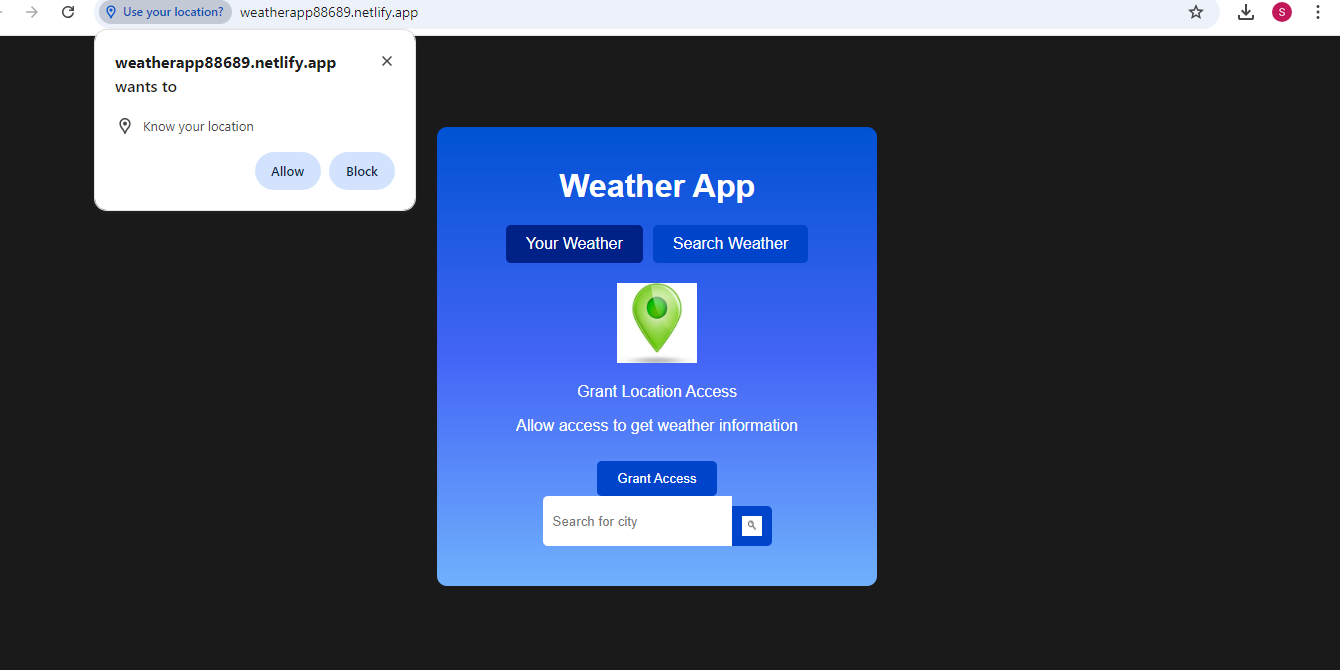 Use your location? weatherapp88689.netlify.app S
weatherapp88689.netlify.app
wants to
Know your location
Allow Block
Weather App
Your Weather Search Weather
Grant Location Access
Allow access to get weather information
Grant Access
Search for city